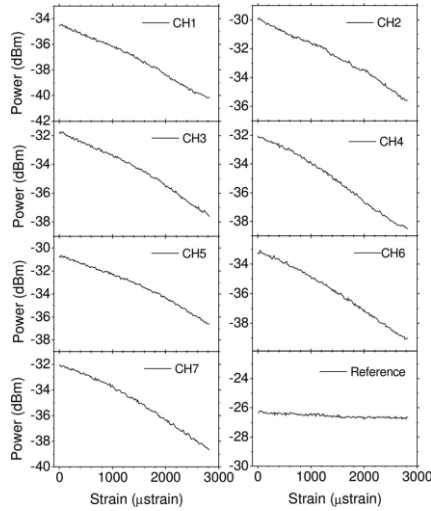 -34
-36
-38
-40
-42
Power (dBm)
CH1
-30
-32
-34
-36
CH2
-32
-34
-36
-38
Power (dBm)
CH3
-32
-34
-36
-38
CH4
-30
-32
-34
-36
-38
Power (dBm)
CH5
-34
-36
-38
CH6
-32
-34
-36
-38
-40
Power (dBm)
CH7
0 1000 2000 3000
Strain (μstrain)
-24
-26
-28
-30
Reference
0 1000 2000 3000
Strain (μstrain)